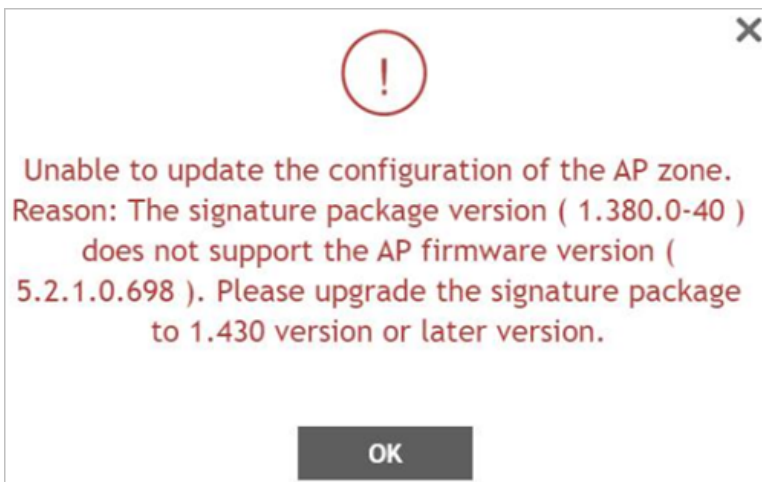 !
Unable to update the configuration of the AP zone.
Reason: The signature package version ( 1.380.0-40 )
does not support the AP firmware version (
5.2.1.0.698 ). Please upgrade the signature package
to 1.430 version or later version.
OK